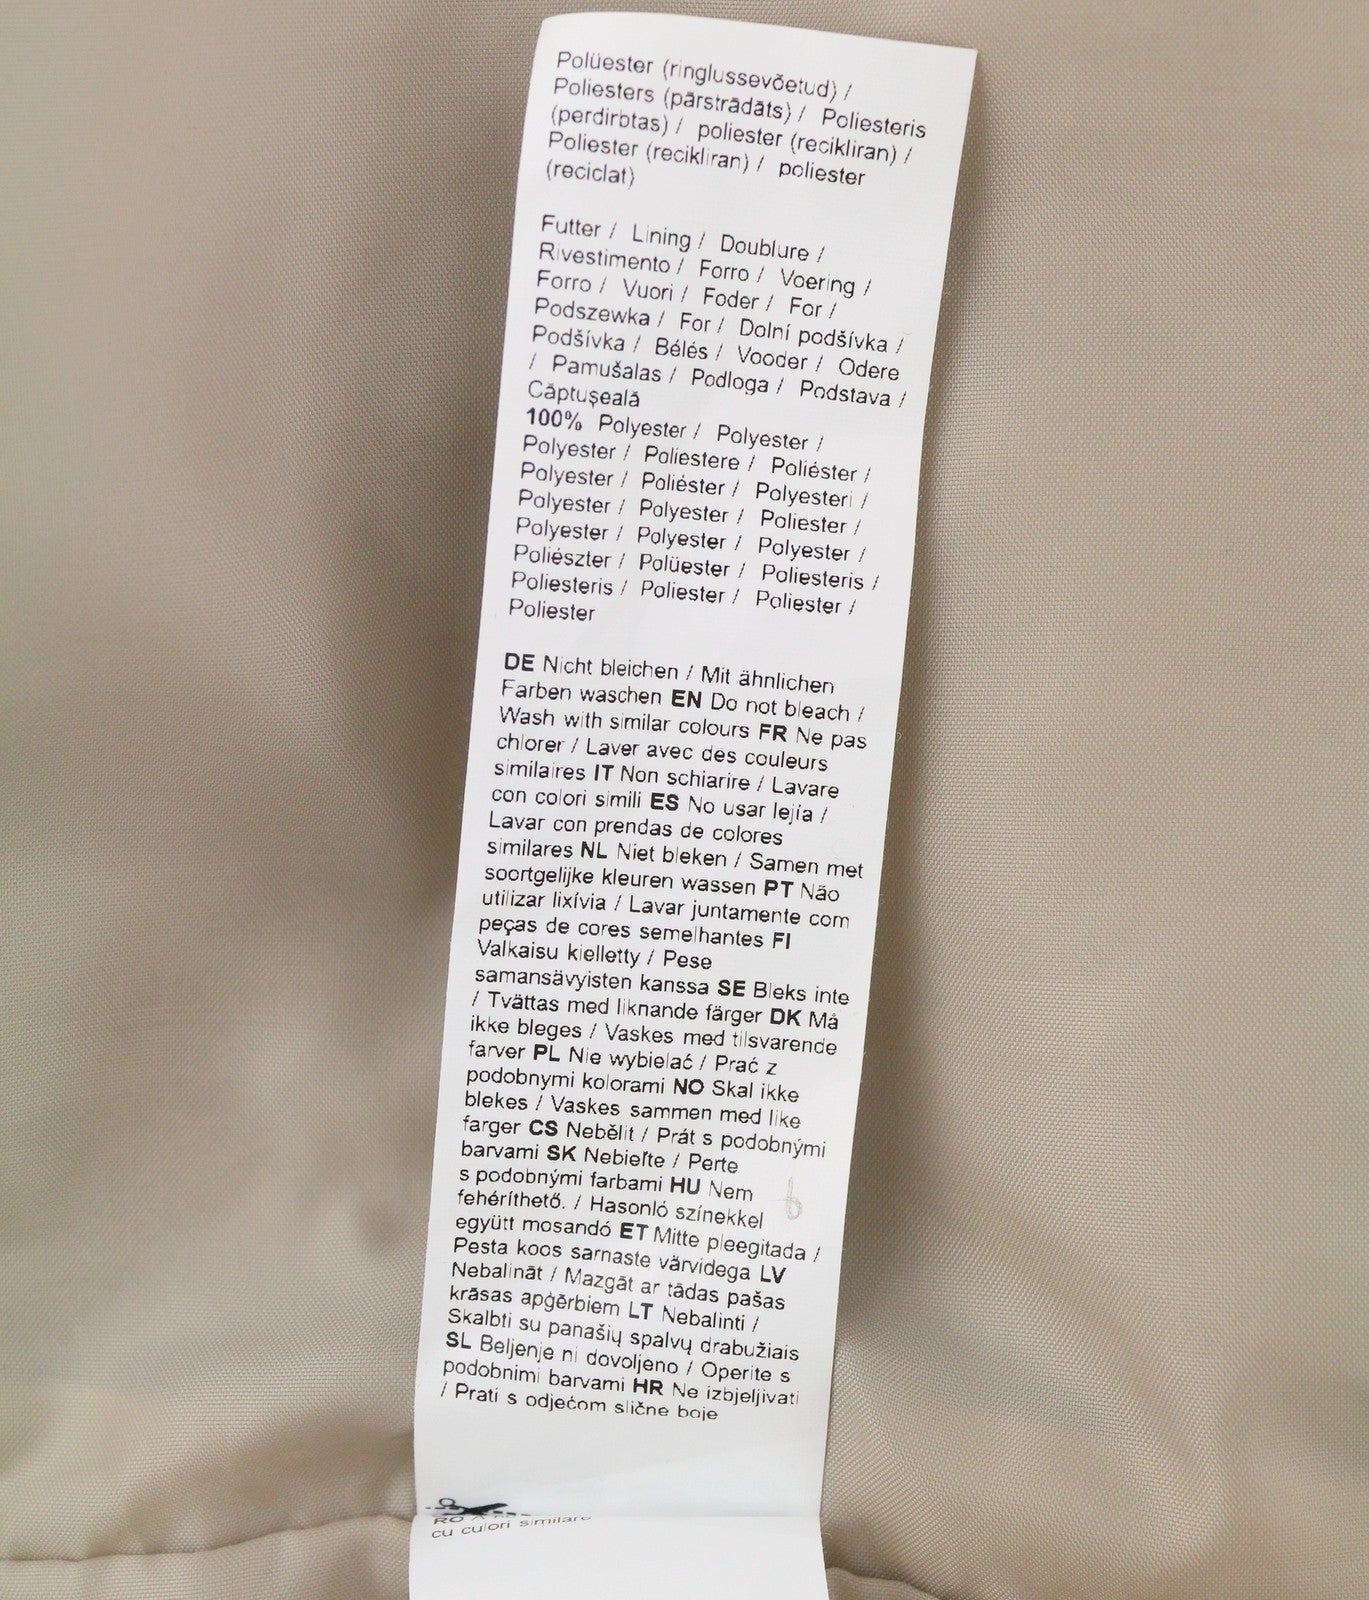 Polüester (ringlussevõetud) /
Poliesters (pārstrādāts) / Poliesteris
(perdirbtas) / poliester (recikliran) /
Poliester (recikliran) / poliester
(reciclat)
Futter / Lining / Doublure /
Rivestimento / Forro / Voering /
Forro / Vuori / Foder / For /
Podszewka / For / Dolní podšívka /
Podšívka / Bélés / Vooder / Odere
/ Pamušalas / Podloga / Podstava /
Căptuşeală
100% Polyester / Polyester /
Polyester / Poliestere / Poliéster /
Polyester / Poliéster / Polyesteri /
Polyester / Polyester / Poliester /
Polyester / Polyester / Polyester /
Poliészter / Polüester / Poliesteris /
Poliesteris / Poliester / Poliester /
Poliester
DE Nicht bleichen / Mit ähnlichen
Farben waschen EN Do not bleach /
Wash with similar colours FR Ne pas
chlorer / Laver avec des couleurs
similaires IT Non schiarire / Lavare
con colori simili ES No usar lejía /
Lavar con prendas de colores
similares NL Niet bleken / Samen met
soortgelijke kleuren wassen PT Não
utilizar lixívia / Lavar juntamente com
peças de cores semelhantes FI
Valkaisu kielletty / Pese
samansävyisten kanssa SE Bleks inte
/ Tvättas med liknande färger DK Må
ikke bleges / Vaskes med tilsvarende
farver PL Nie wybielać / Prać z
podobnymi kolorami NO Skal ikke
blekes / Vaskes sammen med like
farger CS Nebělit / Prát s podobnými
barvami SK Nebieľte / Perte
s podobnými farbami HU Nem
fehéríthető. / Hasonló színekkel
együtt mosandó ET Mitte pleegitada /
Pesta koos sarnaste värvidega LV
Nebalināt / Mazgāt ar tādas pašas
krāsas apģērbiem LT Nebalinti /
Skalbti su panašių spalvų drabužiais
SL Beljenje ni dovoljeno / Operite s
podobnimi barvami HR Ne izbjeljivati
/ Prati s odjećom slične boje
RO
cu culori similare